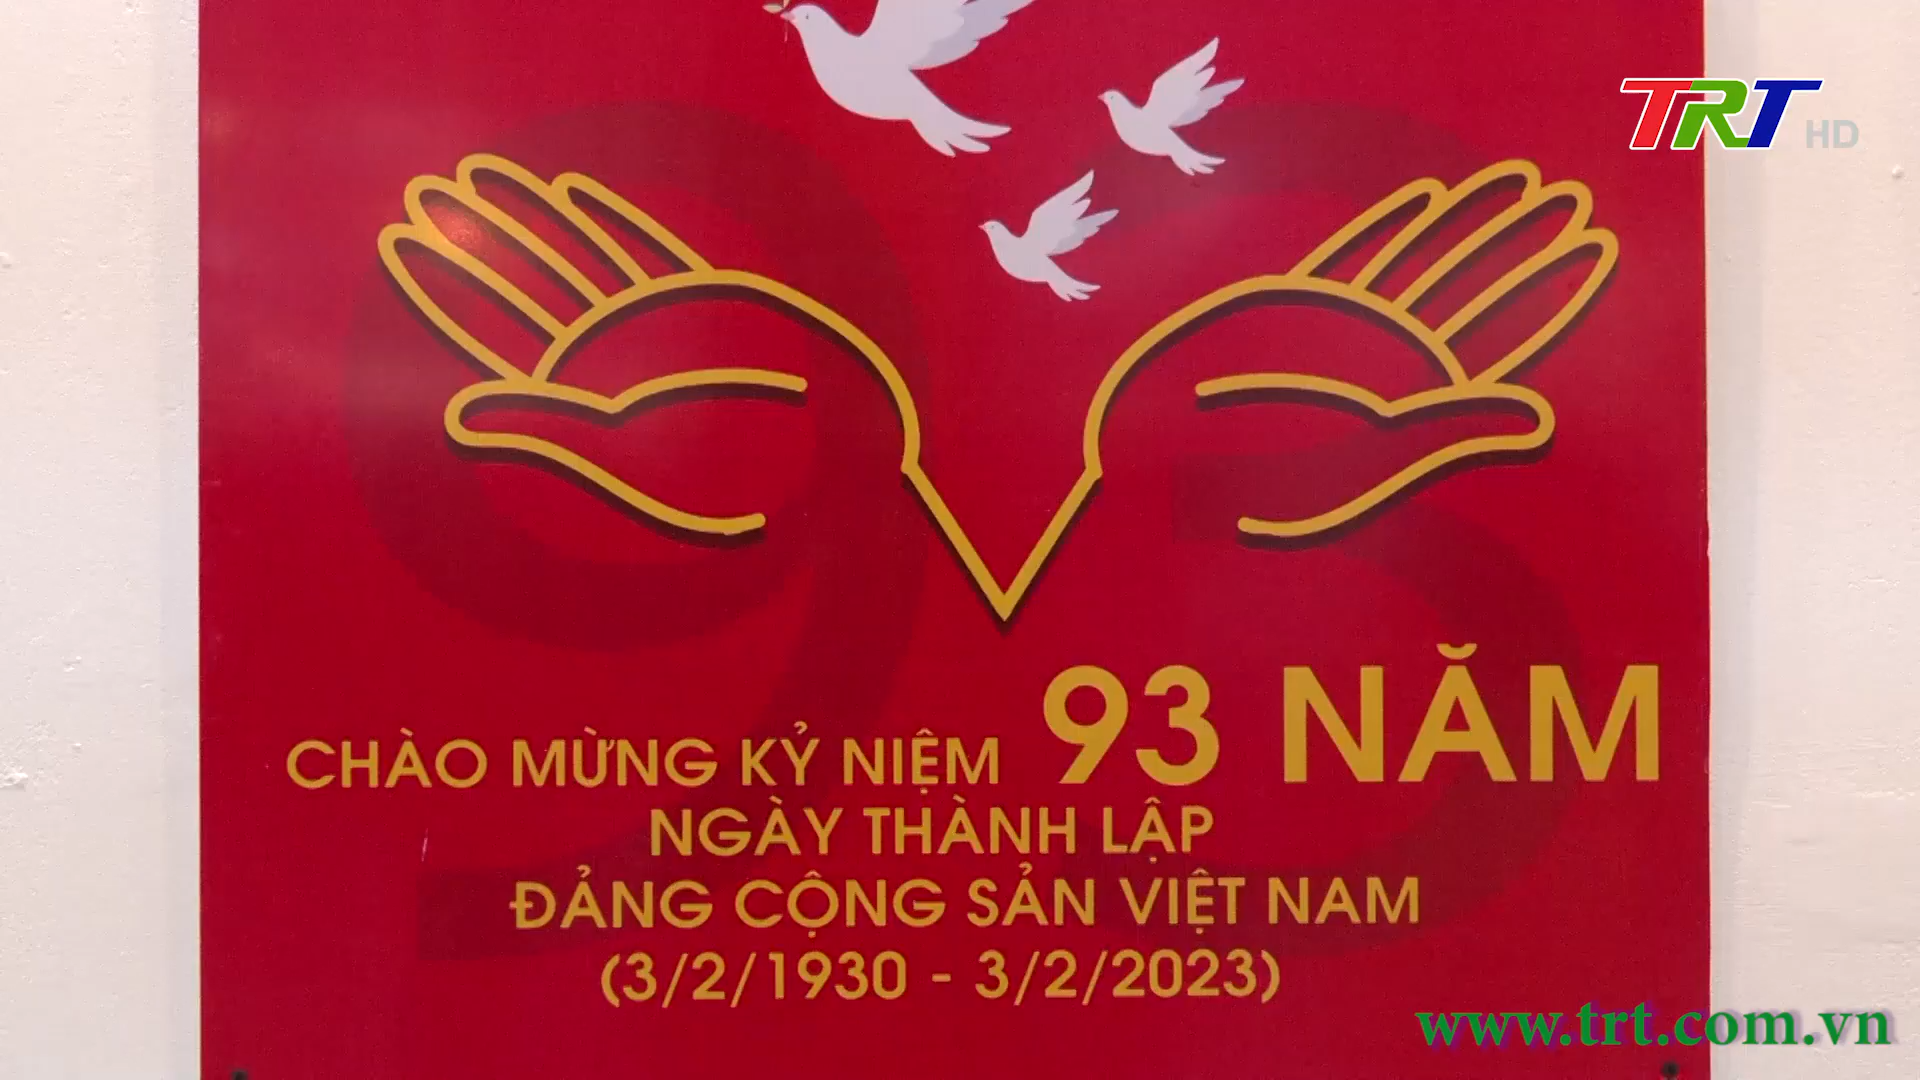 TRT HD
93
CHÀO MỪNG KỶ NIỆM 93 NĂM
NGÀY THÀNH LẬP
ĐẢNG CỘNG SẢN VIỆT NAM
(3/2/1930 - 3/2/2023)
www.trt.com.vn